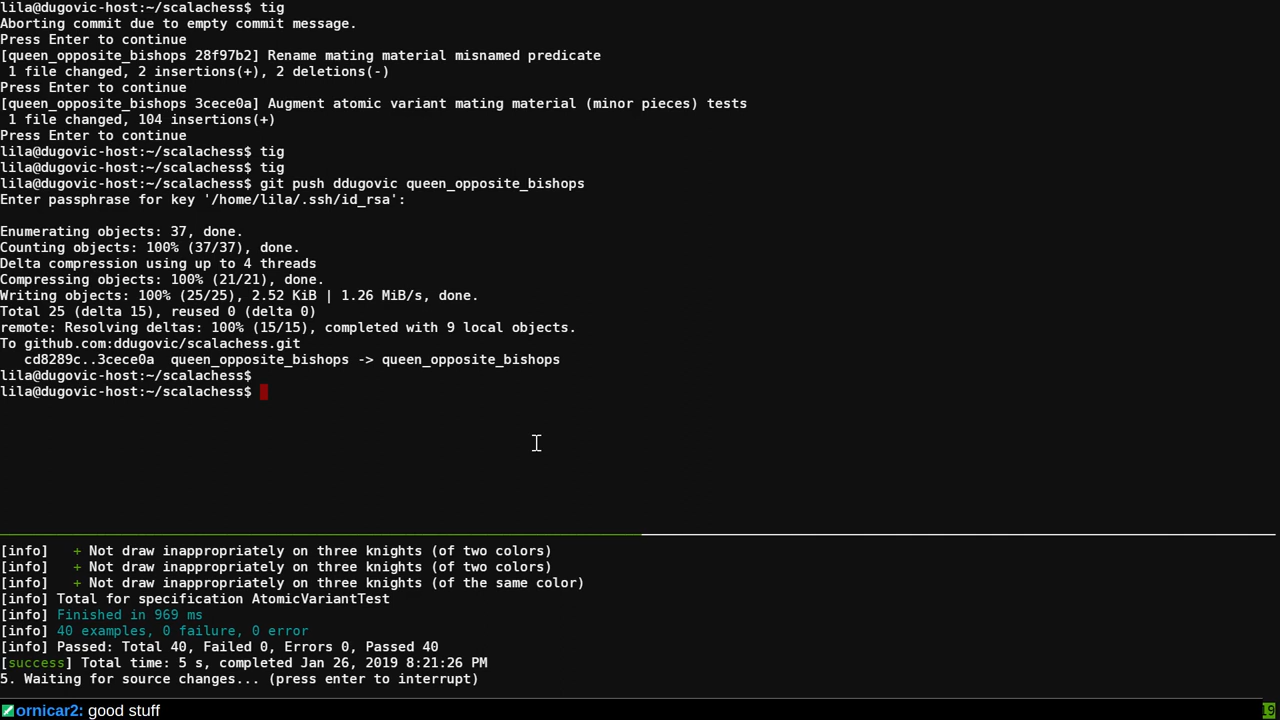 lila@dugovic-host:~/scalachess$ tig
Aborting commit due to empty commit message.
Press Enter to continue
[queen_opposite_bishops 28f97b2] Rename mating material misnamed predicate
 1 file changed, 2 insertions(+), 2 deletions(-)
Press Enter to continue
[queen_opposite_bishops 3cece0a] Augment atomic variant mating material (minor pieces) tests
 1 file changed, 104 insertions(+)
Press Enter to continue
lila@dugovic-host:~/scalachess$ tig
lila@dugovic-host:~/scalachess$ tig
lila@dugovic-host:~/scalachess$ git push ddugovic queen_opposite_bishops
Enter passphrase for key '/home/lila/.ssh/id_rsa':
Enumerating objects: 37, done.
Counting objects: 100% (37/37), done.
Delta compression using up to 4 threads
Compressing objects: 100% (21/21), done.
Writing objects: 100% (25/25), 2.52 KiB | 1.26 MiB/s, done.
Total 25 (delta 15), reused 0 (delta 0)
remote: Resolving deltas: 100% (15/15), completed with 9 local objects.
To github.com:ddugovic/scalachess.git
   cd8289c..3cece0a  queen_opposite_bishops -> queen_opposite_bishops
lila@dugovic-host:~/scalachess$
lila@dugovic-host:~/scalachess$
[info]   + Not draw inappropriately on three knights (of two colors)
[info]   + Not draw inappropriately on three knights (of two colors)
[info]   + Not draw inappropriately on three knights (of the same color)
[info] Total for specification AtomicVariantTest
[info] Finished in 969 ms
[info] 40 examples, 0 failure, 0 error
[info] Passed: Total 40, Failed 0, Errors 0, Passed 40
[success] Total time: 5 s, completed Jan 26, 2019 8:21:26 PM
5. Waiting for source changes... (press enter to interrupt)
ornicar2: good stuff
19